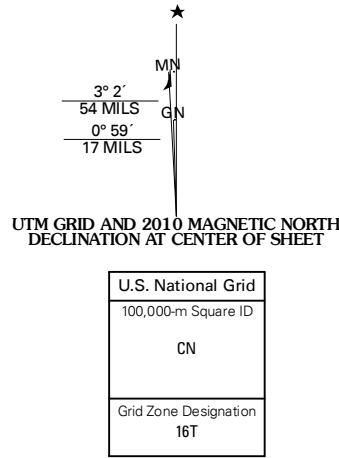 MN
3° 2´
54 MILS
GN
0° 59´
17 MILS
UTM GRID AND 2010 MAGNETIC NORTH
DECLINATION AT CENTER OF SHEET
U.S. National Grid
100,000-m Square ID
CN
Grid Zone Designation
16T